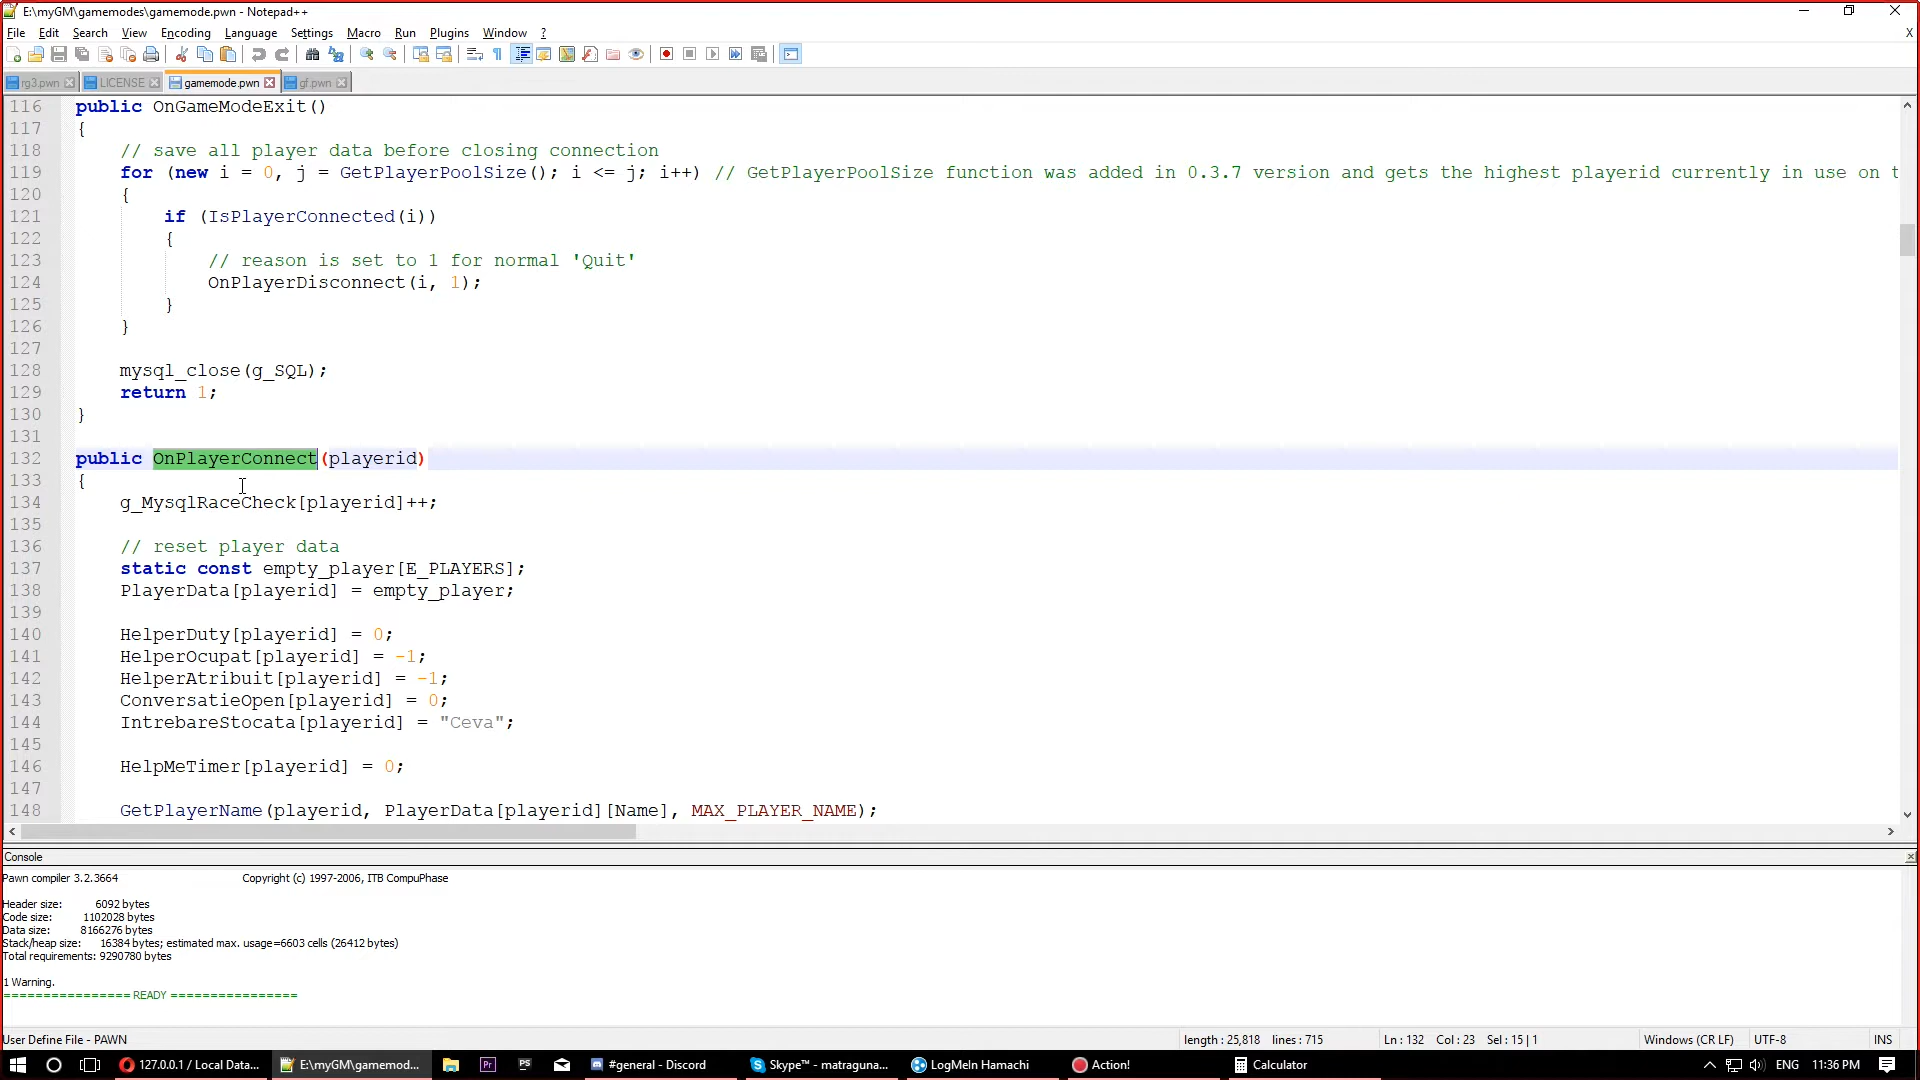 E:\myGM\gamemodes\gamemode.pwn - Notepad++
File Edit Search View Encoding Language Settings Macro Run Plugins Window ? X
rg3.pwn LICENSE gamemode.pwn gf.pwn
116 public OnGameModeExit()
117 {
118 // save all player data before closing connection
119 for (new i = 0, j = GetPlayerPoolSize(); i <= j; i++) // GetPlayerPoolSize function was added in 0.3.7 version and gets the highest playerid currently in use on t
120 {
121 if (IsPlayerConnected(i))
122 {
123 // reason is set to 1 for normal 'Quit'
124 OnPlayerDisconnect(i, 1);
125 }
126 }
127
128 mysql_close(g_SQL);
129 return 1;
130 }
131
132 public OnPlayerConnect(playerid)
133 {
134 g_MysqlRaceCheck[playerid]++;
135
136 // reset player data
137 static const empty_player[E_PLAYERS];
138 PlayerData[playerid] = empty_player;
139
140 HelperDuty[playerid] = 0;
141 HelperOcupat[playerid] = -1;
142 HelperAtribuit[playerid] = -1;
143 ConversatieOpen[playerid] = 0;
144 IntrebareStocata[playerid] = "Ceva";
145
146 HelpMeTimer[playerid] = 0;
147
148 GetPlayerName(playerid, PlayerData[playerid][Name], MAX_PLAYER_NAME);
Console
Pawn compiler 3.2.3664 Copyright (c) 1997-2006, ITB CompuPhase
Header size: 6092 bytes
Code size: 1102028 bytes
Data size: 8166276 bytes
Stack/heap size: 16384 bytes; estimated max. usage=6603 cells (26412 bytes)
Total requirements: 9290780 bytes
1 Warning.
================ READY ================
User Define File - PAWN length : 25,818 lines : 715 Ln : 132 Col : 23 Sel : 15 | 1 Windows (CR LF) UTF-8 INS
127.0.0.1 / Local Data... E:\myGM\gamemod... Pr PS #general - Discord Skype™ - matraguna... LogMeIn Hamachi Action! Calculator ENG 11:36 PM